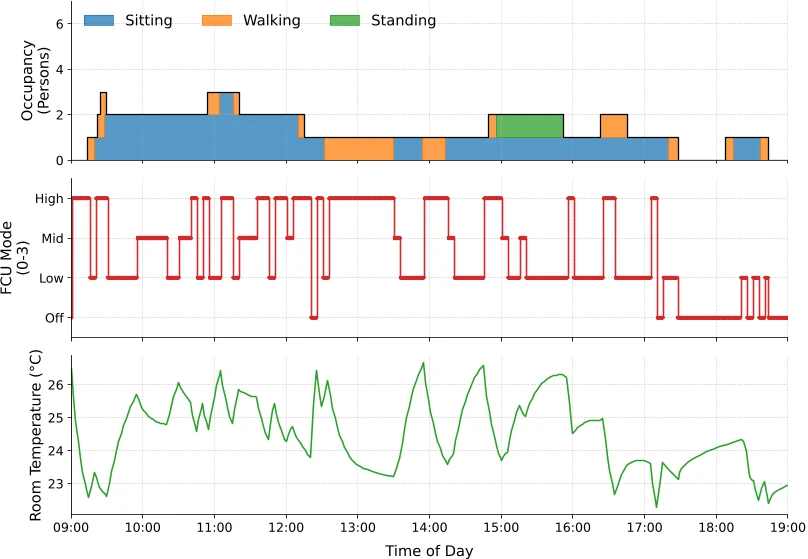 Sitting Walking Standing
Occupancy
(Persons)
6
4
2
0
FCU Mode
(0-3)
High
Mid
Low
Off
Room Temperature (°C)
26
25
24
23
09:00 10:00 11:00 12:00 13:00 14:00 15:00 16:00 17:00 18:00 19:00
Time of Day